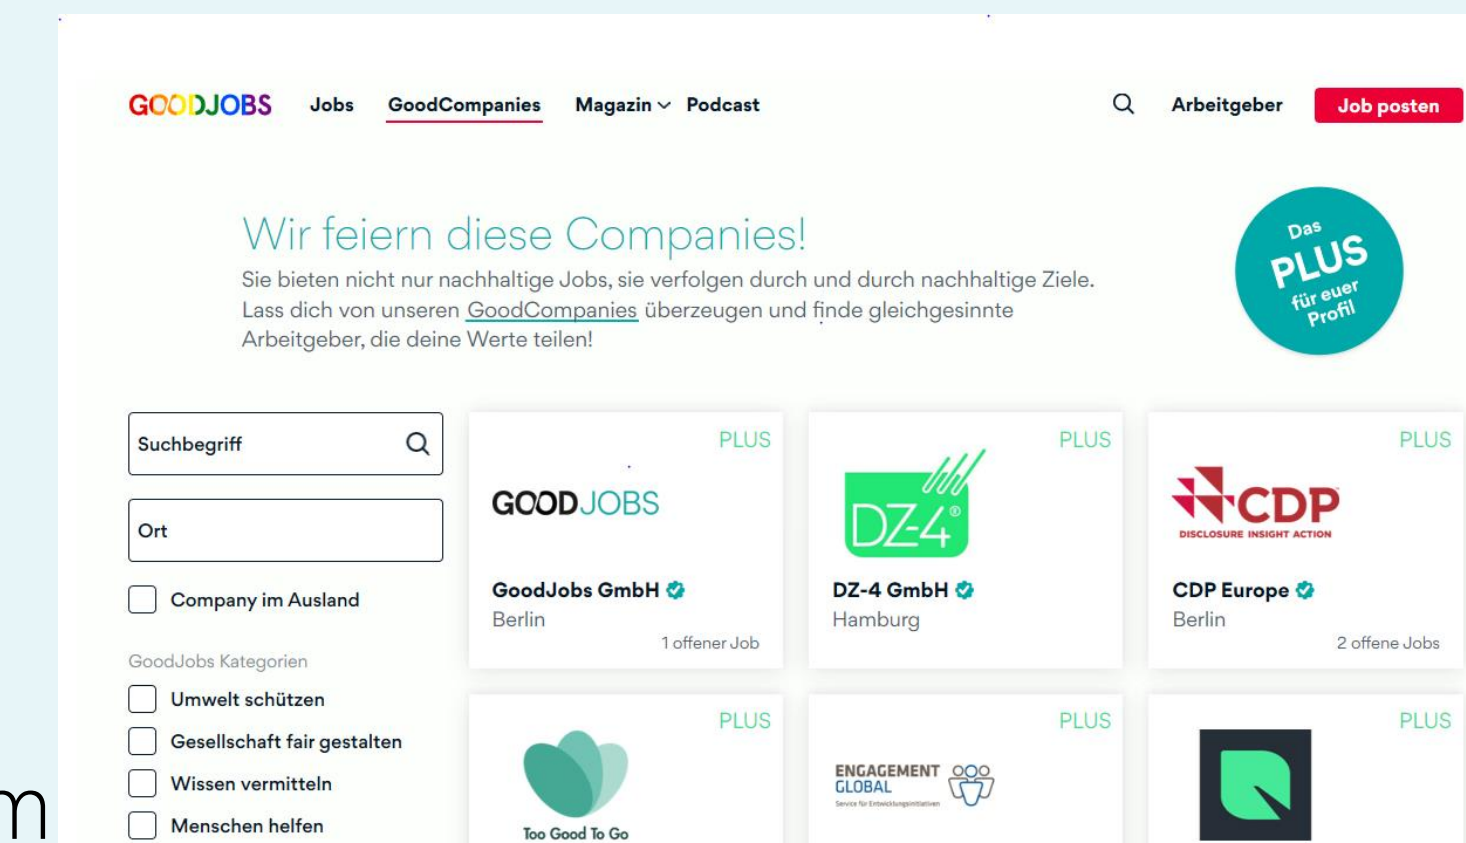 GOODJOBS Jobs GoodCompanies Magazin Podcast Arbeitgeber Job posten
Wir feiern diese Companies!
Sie bieten nicht nur nachhaltige Jobs, sie verfolgen durch und durch nachhaltige Ziele.
Lass dich von unseren GoodCompanies überzeugen und finde gleichgesinnte
Arbeitgeber, die deine Werte teilen!
Das
PLUS
für euer
Profil
Suchbegriff
Ort
Company im Ausland
GoodJobs Kategorien
Umwelt schützen
Gesellschaft fair gestalten
Wissen vermitteln
Menschen helfen
PLUS
GOODJOBS
GoodJobs GmbH
Berlin
1 offener Job
PLUS
DZ-4®
DZ-4 GmbH
Hamburg
PLUS
CDP
DISCLOSURE INSIGHT ACTION
CDP Europe
Berlin
2 offene Jobs
PLUS
Too Good To Go
PLUS
ENGAGEMENT
GLOBAL
Service für Entwicklungsinitiativen
PLUS
m